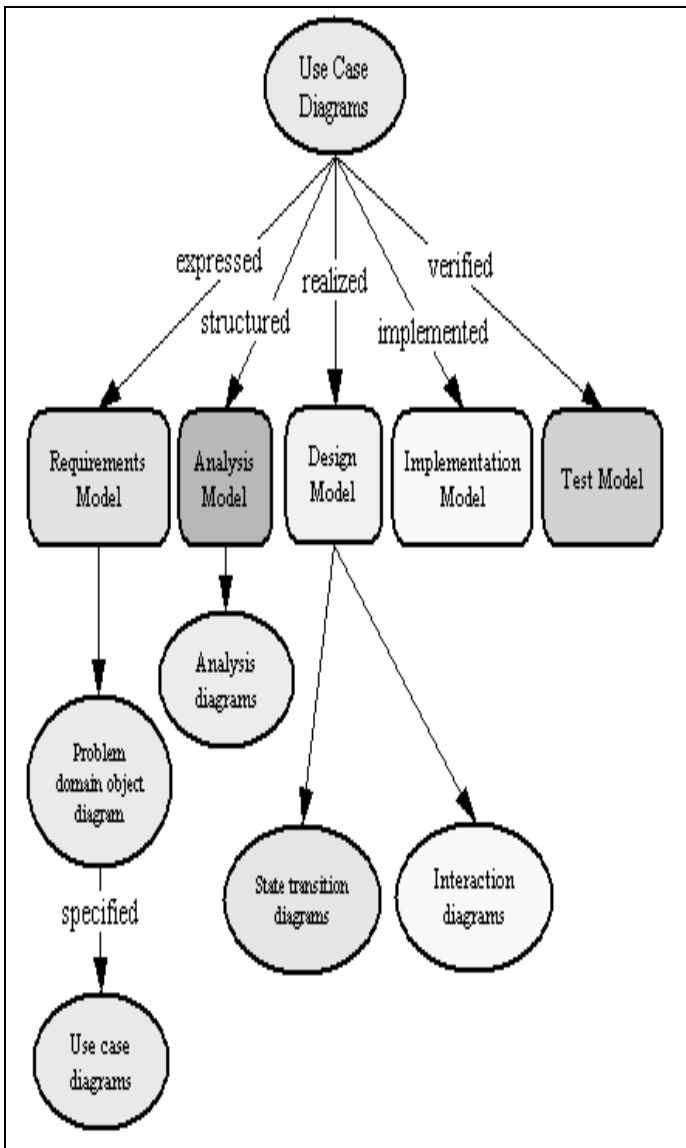 Use Case
Diagrams
expressed
structured
realized
implemented
verified
Requirements
Model
Analysis
Model
Design
Model
Implementation
Model
Test Model
Analysis
diagrams
Problem
domain object
diagram
State transition
diagrams
Interaction
diagrams
specified
Use case
diagrams